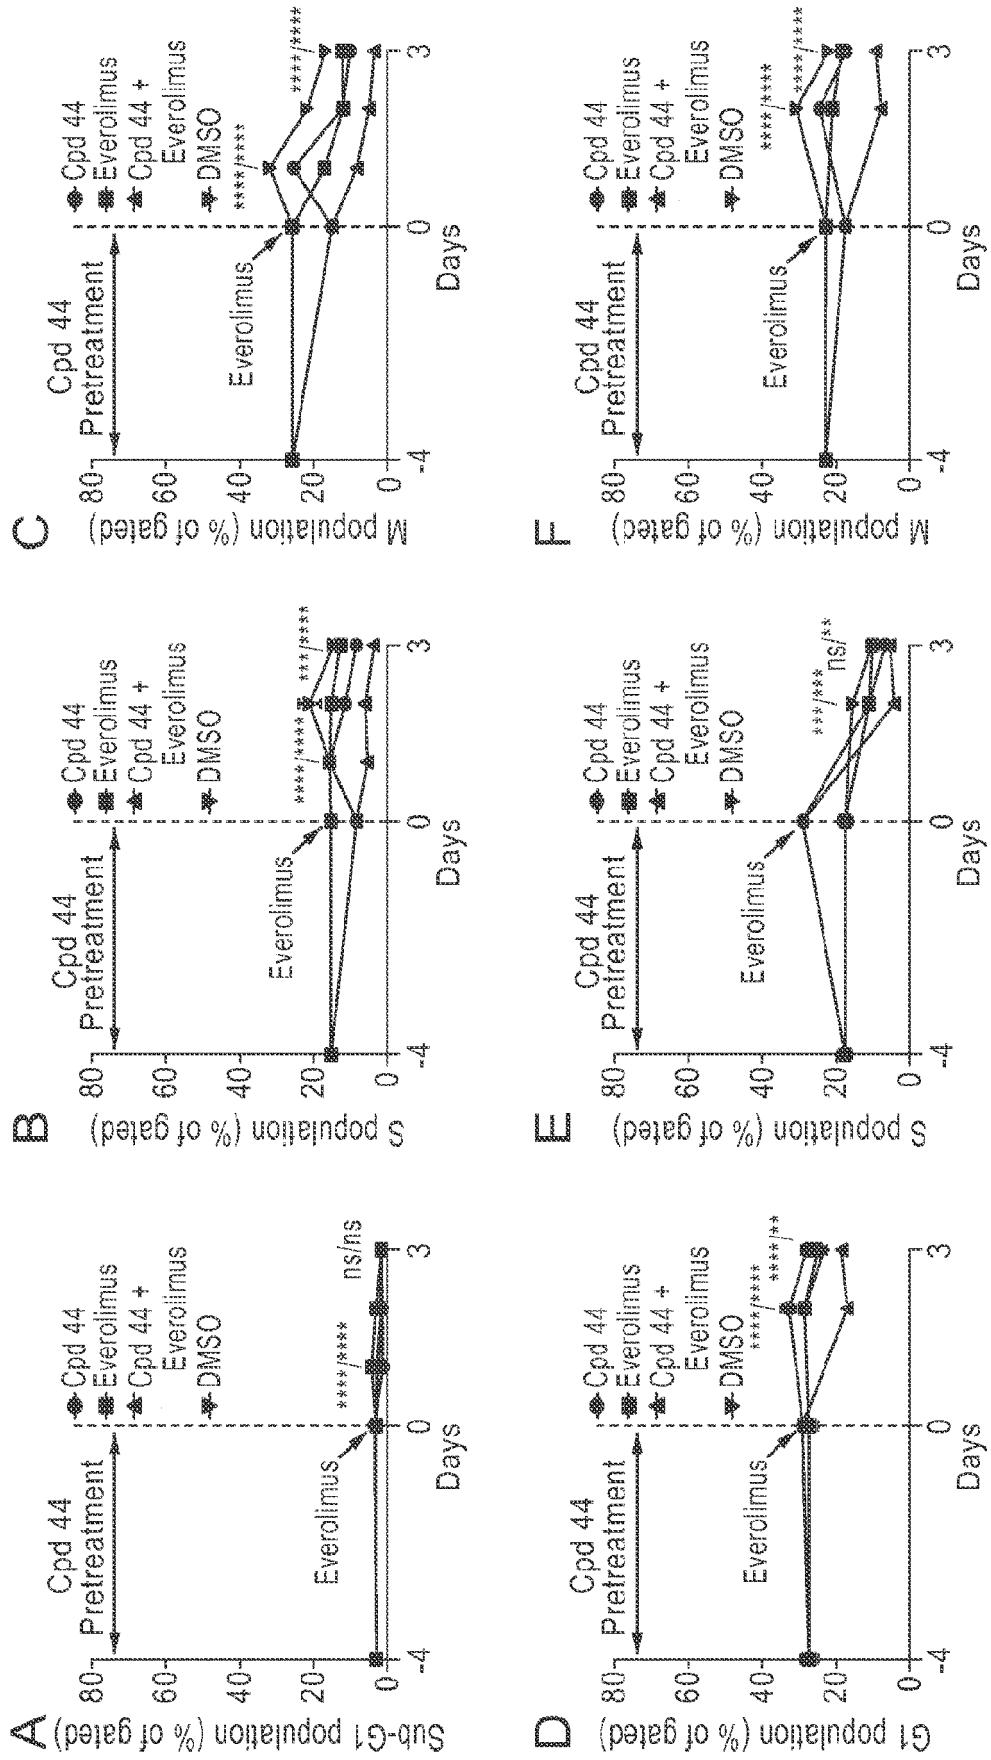 A
Cpd 44
Pretreatment
Cpd 44
Everolimus
Cpd 44 +
Everolimus
DMSO
Sub-G1 population (% of gated)
80
60
40
20
0
Everolimus
****/****
ns/ns
-4
0
3
Days
B
Cpd 44
Pretreatment
Cpd 44
Everolimus
Cpd 44 +
Everolimus
DMSO
S population (% of gated)
80
60
40
20
0
Everolimus
****/****
***/****
-4
0
3
Days
C
Cpd 44
Pretreatment
Cpd 44
Everolimus
Cpd 44 +
Everolimus
DMSO
M population (% of gated)
80
60
40
20
0
Everolimus
****/****
****/****
-4
0
3
Days
D
Cpd 44
Pretreatment
Cpd 44
Everolimus
Cpd 44 +
Everolimus
DMSO
G1 population (% of gated)
80
60
40
20
0
Everolimus
****/****
****/**
-4
0
3
Days
E
Cpd 44
Pretreatment
Cpd 44
Everolimus
Cpd 44 +
Everolimus
DMSO
S population (% of gated)
80
60
40
20
0
Everolimus
***/***
ns/**
-4
0
3
Days
F
Cpd 44
Pretreatment
Cpd 44
Everolimus
Cpd 44 +
Everolimus
DMSO
M population (% of gated)
80
60
40
20
0
Everolimus
****/****
****/****
-4
0
3
Days